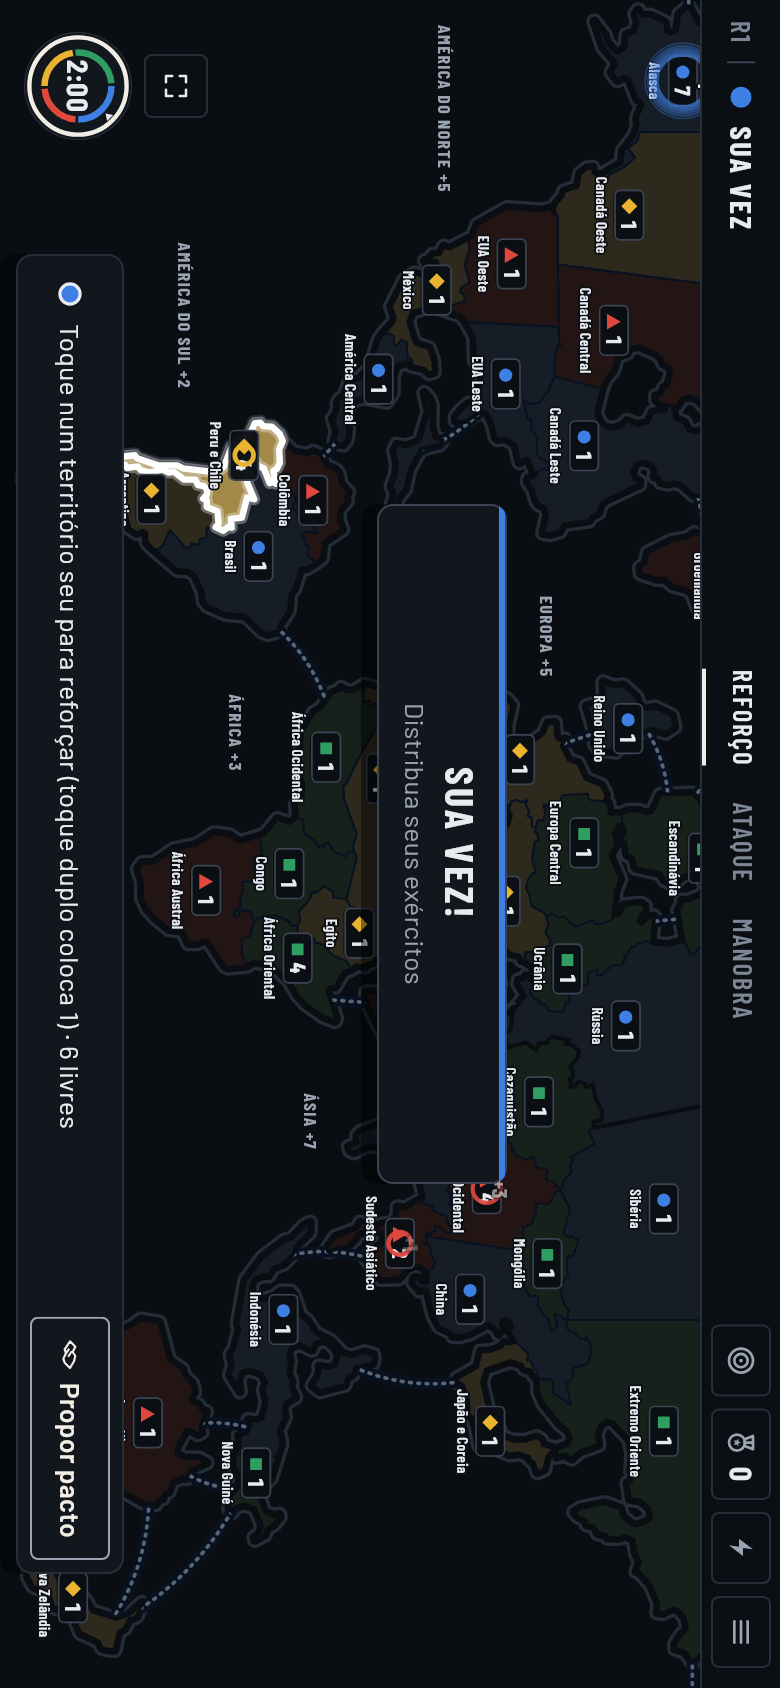 R1
SUA VEZ
REFORÇO
ATAQUE
MANOBRA
0
AMÉRICA DO NORTE +5
AMÉRICA DO SUL +2
EUROPA +5
ÁFRICA +3
ÁSIA +7
7
Alasca
1
Canadá Oeste
1
Canadá Central
1
Canadá Leste
1
EUA Oeste
1
EUA Leste
1
México
1
América Central
1
Colômbia
Peru e Chile
1
Brasil
1
1
Reino Unido
Escandinávia
1
Europa Central
1
1
1
Ucrânia
1
Rússia
1
Sibéria
1
Extremo Oriente
1
Cazaquistão
1
Mongólia
+3
1
China
Sudeste Asiático
1
Japão e Coreia
1
Indonésia
1
Nova Guiné
1
1
África Ocidental
1
Egito
1
Congo
4
África Oriental
1
África Austral
1
SUA VEZ!
Distribua seus exércitos
2:00
Toque num território seu para reforçar (toque duplo coloca 1) · 6 livres
Propor pacto